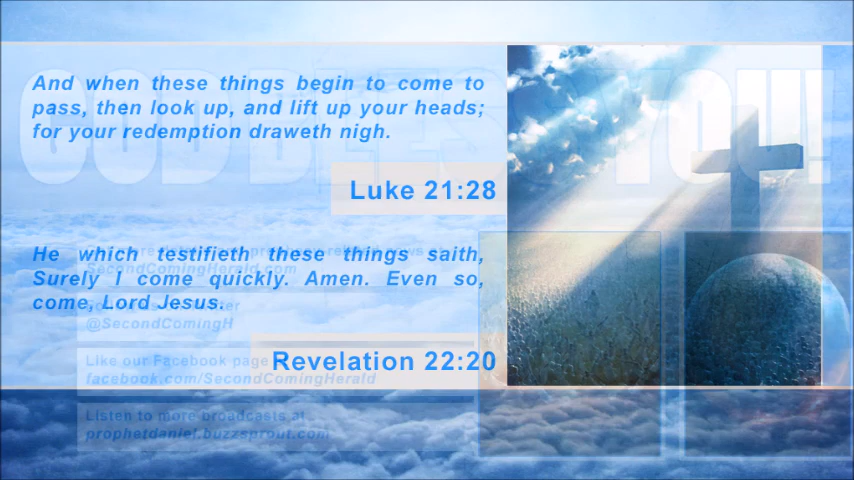 GOD BLESS YOU!
And when these things begin to come to
pass, then look up, and lift up your heads;
for your redemption draweth nigh.
Luke 21:28
He which testifieth these things saith,
Surely I come quickly. Amen. Even so,
come, Lord Jesus.
Revelation 22:20
SecondComingHerald.com
@SecondComingH
Like our Facebook page
facebook.com/SecondComingHerald
Listen to more broadcasts at
prophetdaniel.buzzsprout.com